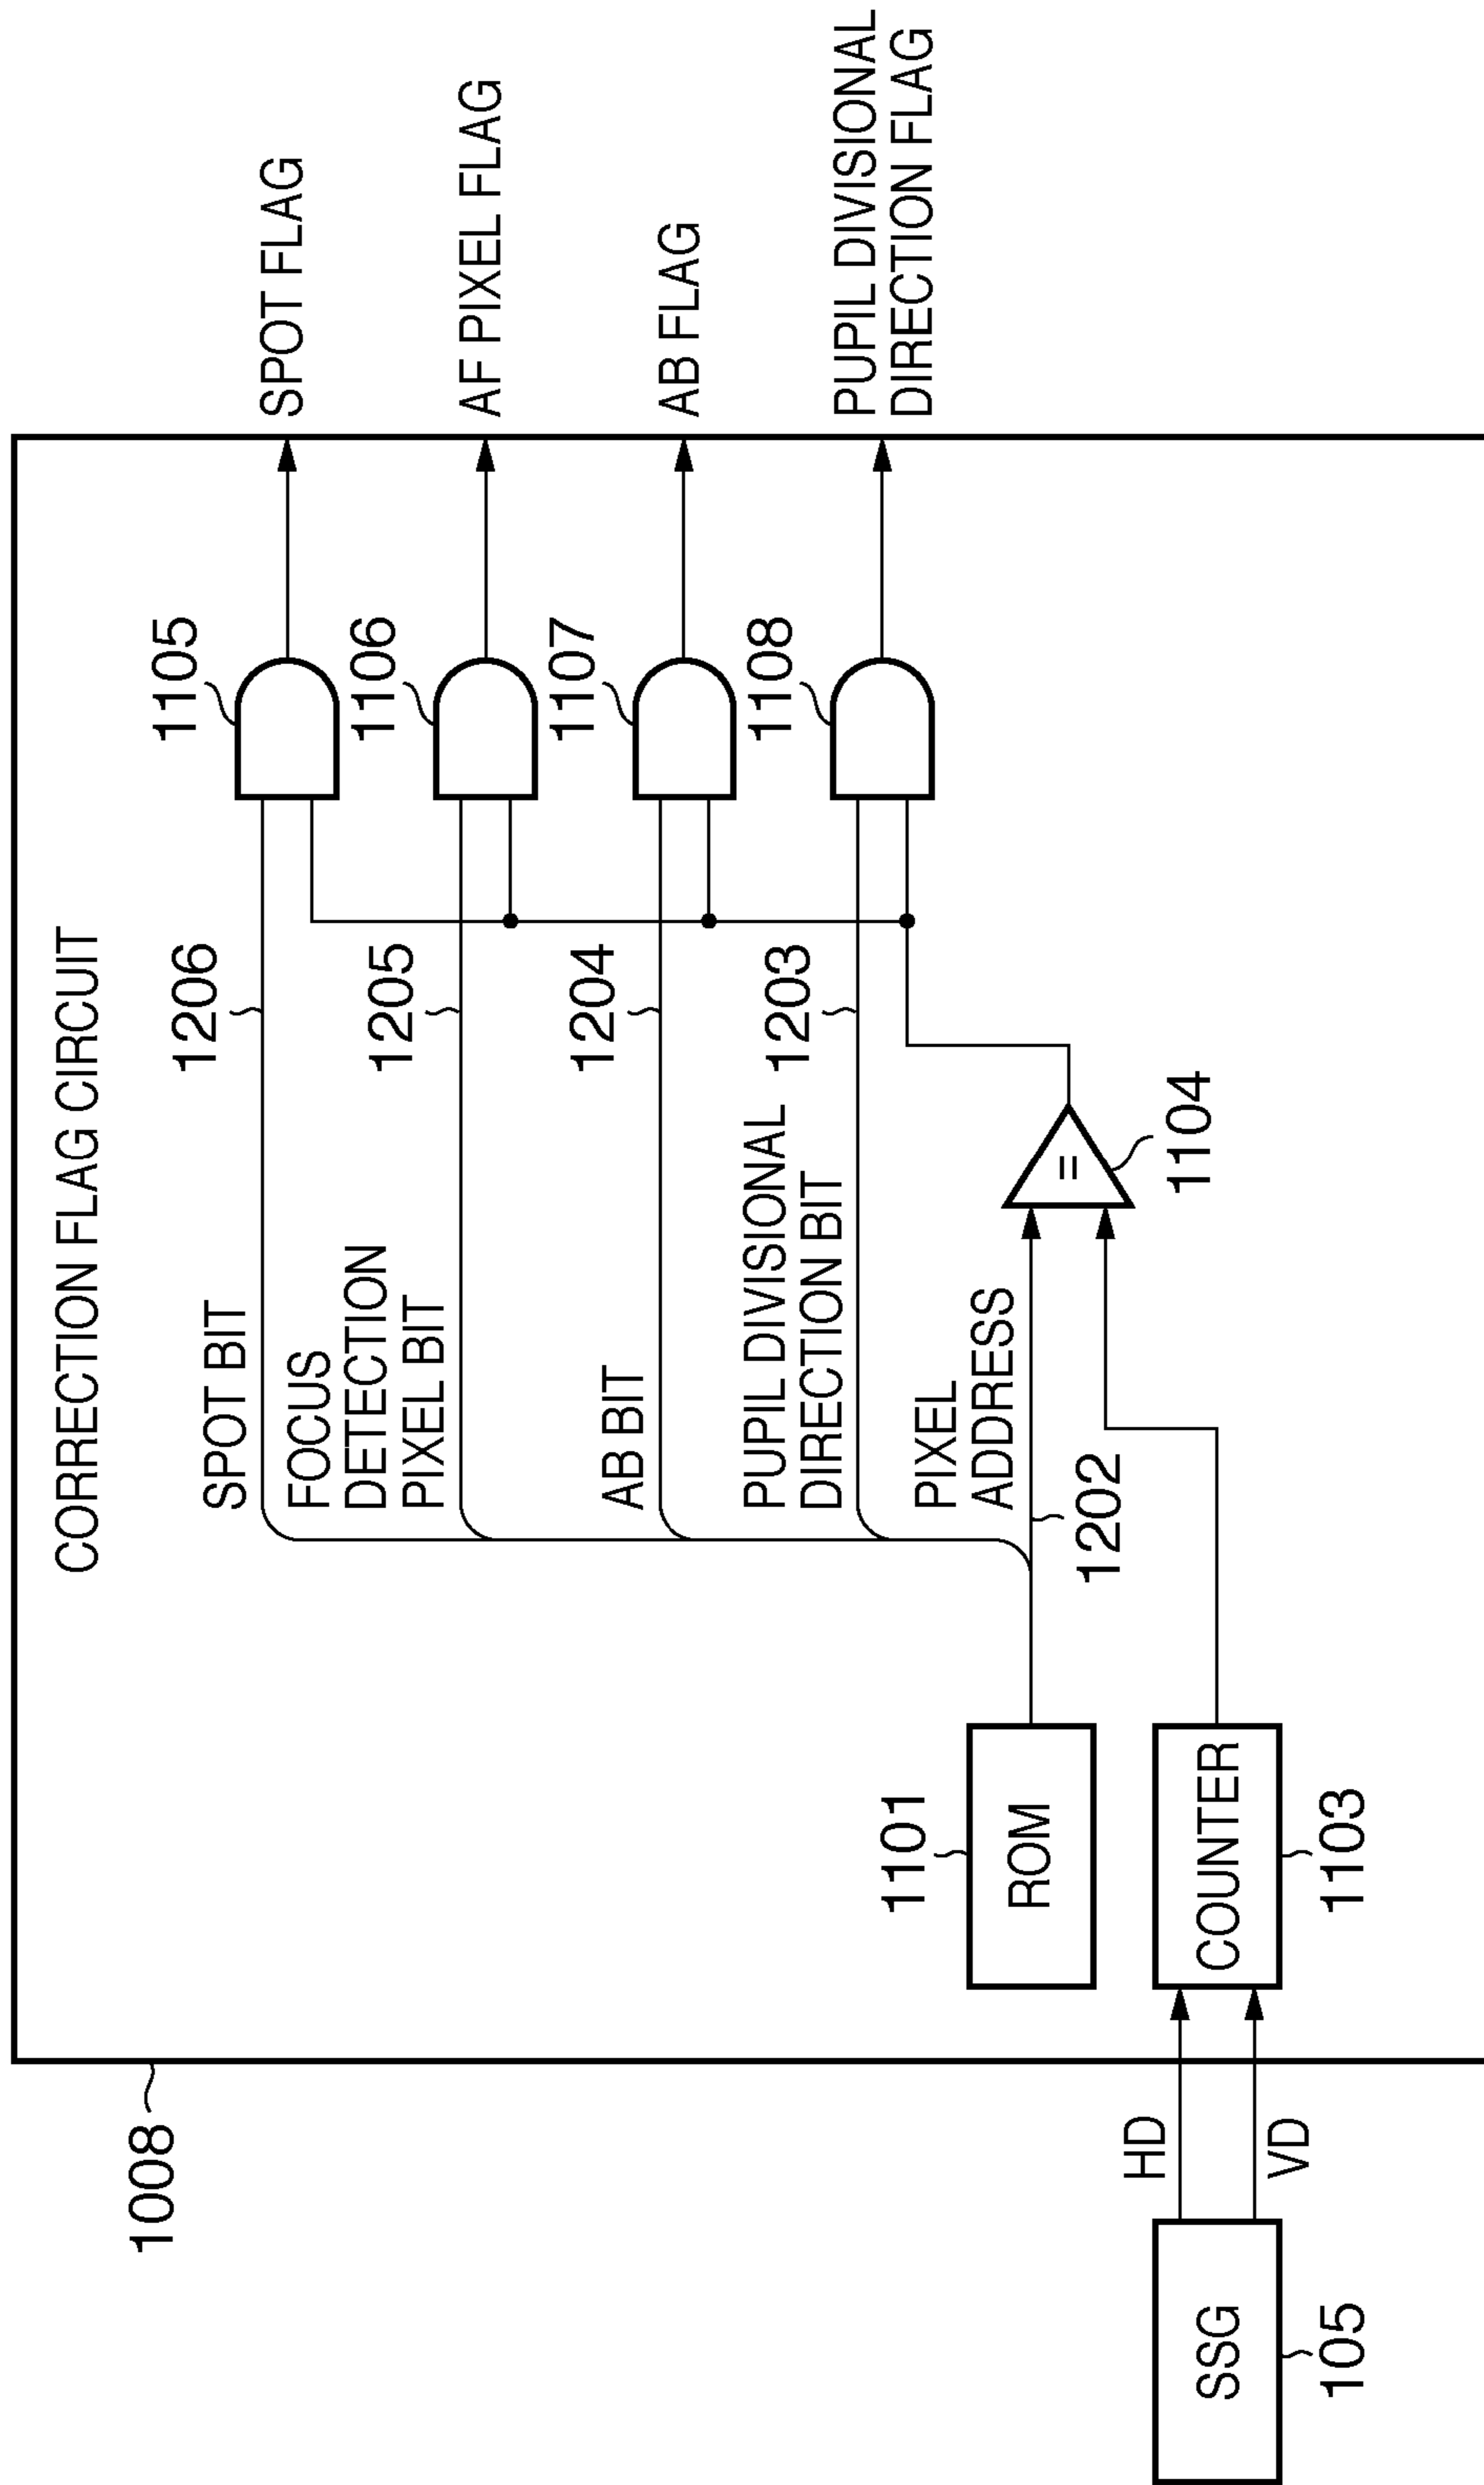 CORRECTION FLAG CIRCUIT
1008
SPOT BIT
1206
1105
SPOT FLAG
FOCUS
DETECTION
PIXEL BIT
1205
1106
AF PIXEL FLAG
AB BIT
1204
1107
AB FLAG
PUPIL DIVISIONAL
DIRECTION BIT
1203
1108
PUPIL DIVISIONAL
DIRECTION FLAG
PIXEL
ADDRESS
1202
1101
ROM
=
1104
HD
VD
SSG
105
COUNTER
1103